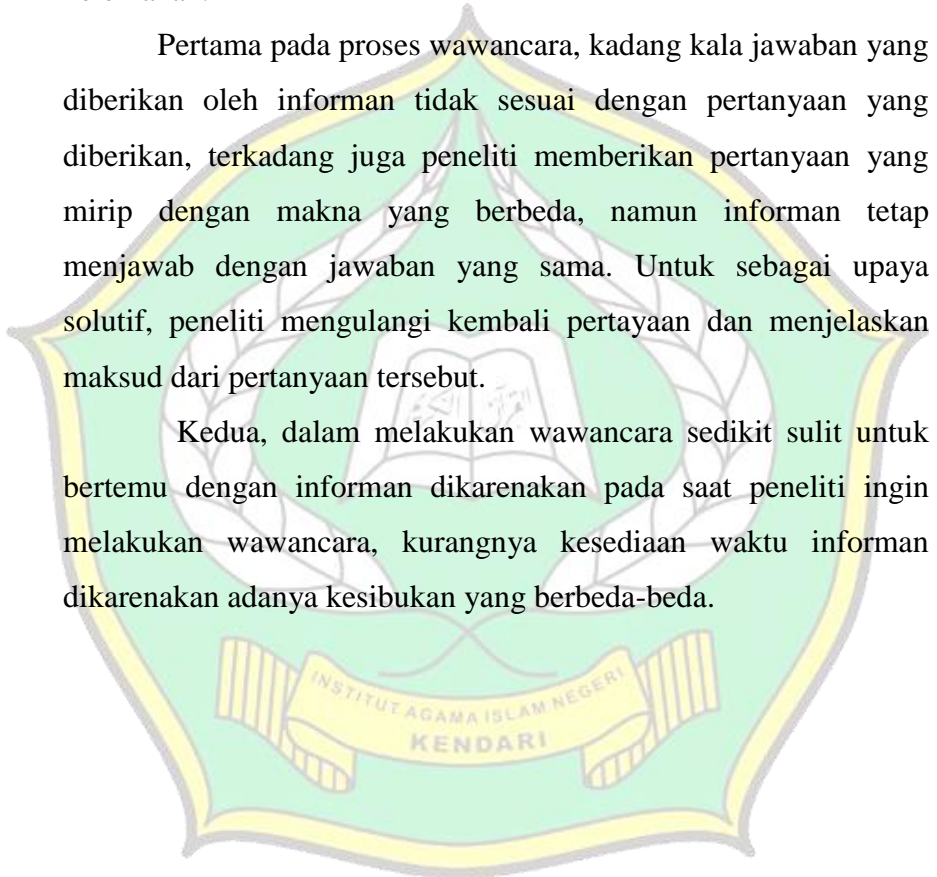 Pertama pada proses wawancara, kadang kala jawaban yang
diberikan oleh informan tidak sesuai dengan pertanyaan yang
diberikan, terkadang juga peneliti memberikan pertanyaan yang
mirip dengan makna yang berbeda, namun informan tetap
menjawab dengan jawaban yang sama. Untuk sebagai upaya
solutif, peneliti mengulangi kembali pertayaan dan menjelaskan
maksud dari pertanyaan tersebut.
Kedua, dalam melakukan wawancara sedikit sulit untuk
bertemu dengan informan dikarenakan pada saat peneliti ingin
melakukan wawancara, kurangnya kesediaan waktu informan
dikarenakan adanya kesibukan yang berbeda-beda.
INSTITUT AGAMA ISLAM NEGERI
KENDARI